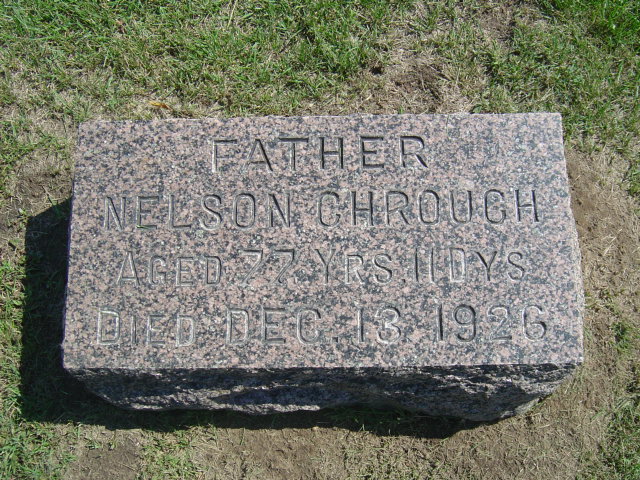 FATHER
NELSON CHROUCH
AGED 77 YRS 11 DYS
DIED DEC. 13 1926